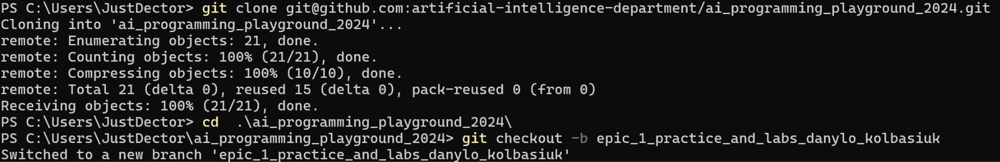 PS C:\Users\JustDector> git clone git@github.com:artificial-intelligence-department/ai_programming_playground_2024.git
Cloning into 'ai_programming_playground_2024'...
remote: Enumerating objects: 21, done.
remote: Counting objects: 100% (21/21), done.
remote: Compressing objects: 100% (10/10), done.
remote: Total 21 (delta 0), reused 15 (delta 0), pack-reused 0 (from 0)
Receiving objects: 100% (21/21), done.
PS C:\Users\JustDector> cd  .\ai_programming_playground_2024\
PS C:\Users\JustDector\ai_programming_playground_2024> git checkout -b epic_1_practice_and_labs_danylo_kolbasiuk
Switched to a new branch 'epic_1_practice_and_labs_danylo_kolbasiuk'